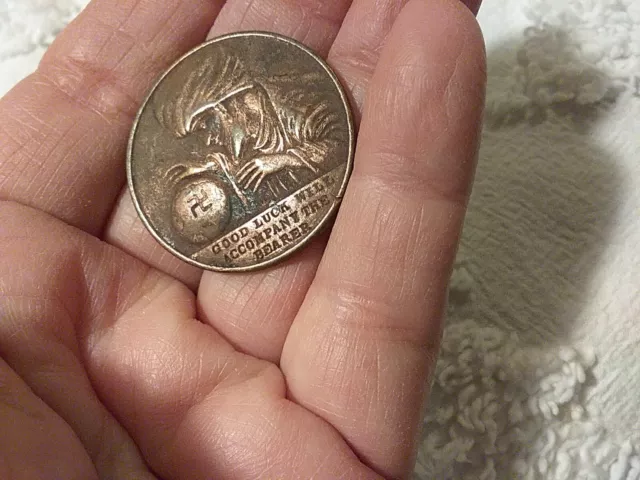 GOOD LUCK WILL
ACCOMPANY THE
BEARER